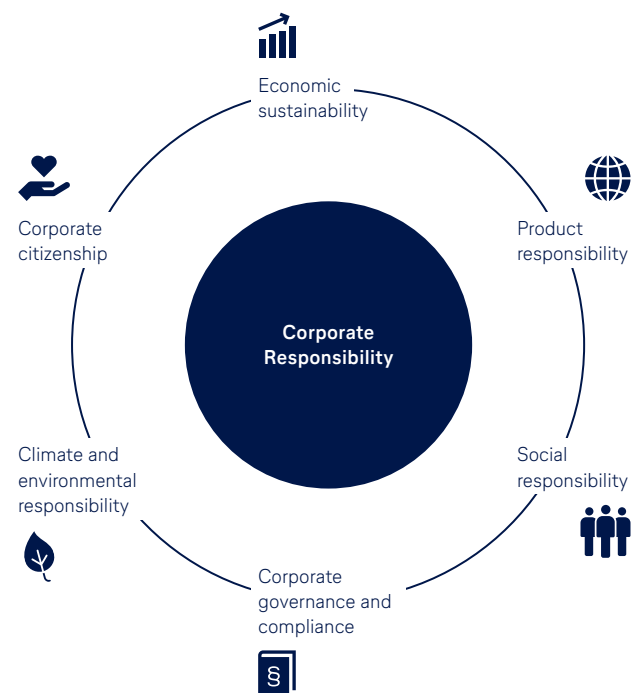 Economic
sustainability
Corporate
citizenship
Product
responsibility
Corporate
Responsibility
Climate and
environmental
responsibility
Social
responsibility
Corporate
governance and
compliance
§